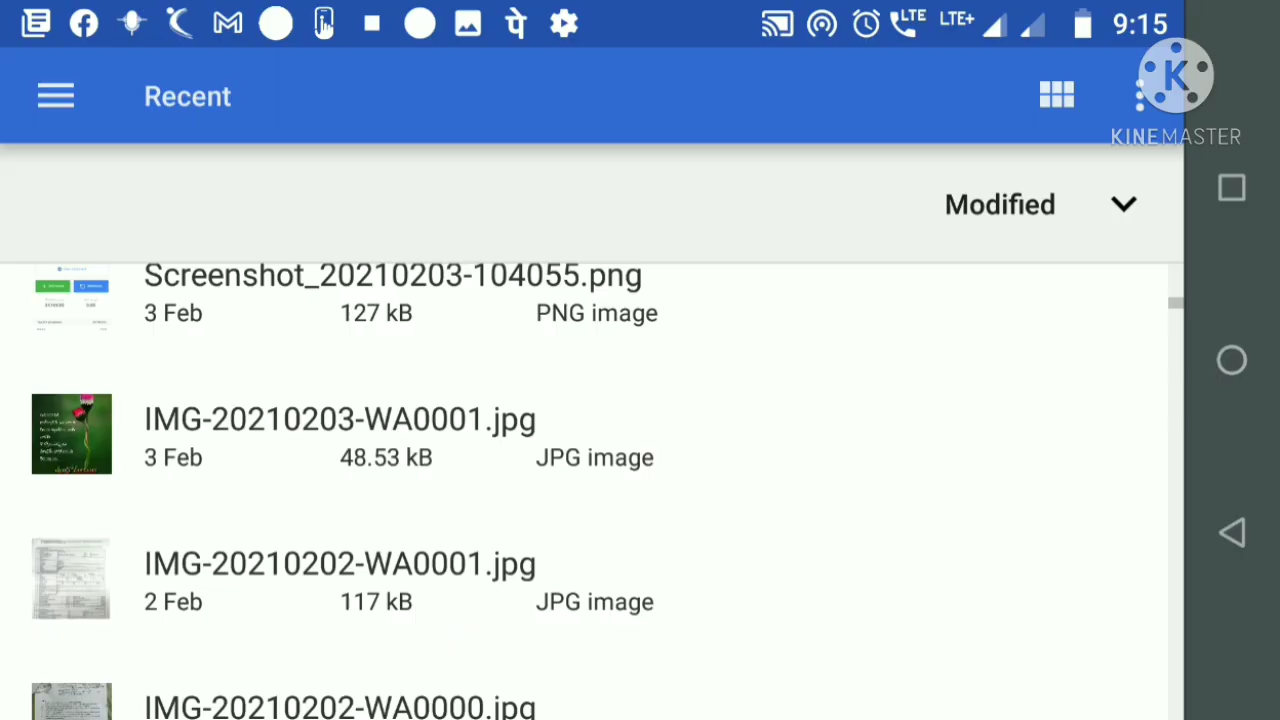 LTE LTE+ 9:15
Recent
KINEMASTER
Modified
Screenshot_20210203-104055.png
3 Feb 127 kB PNG image
IMG-20210203-WA0001.jpg
3 Feb 48.53 kB JPG image
IMG-20210202-WA0001.jpg
2 Feb 117 kB JPG image
IMG-20210202-WA0000.jpg